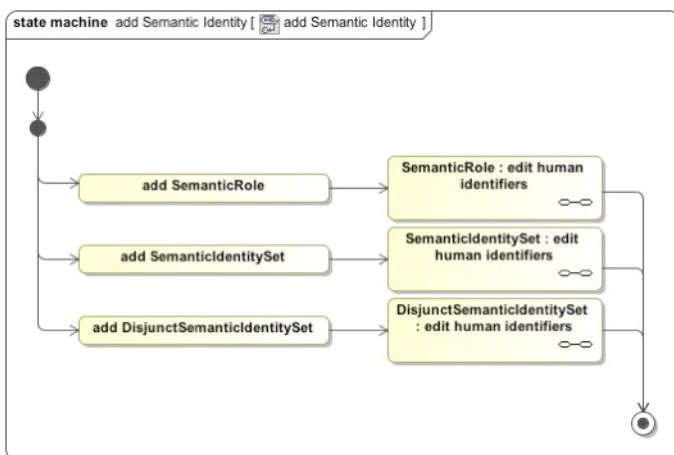 state machine add Semantic Identity [ add Semantic Identity ]
add SemanticRole
SemanticRole : edit human
identifiers
add SemanticIdentitySet
SemanticIdentitySet : edit
human identifiers
add DisjunctSemanticIdentitySet
DisjunctSemanticIdentitySet
: edit human identifiers